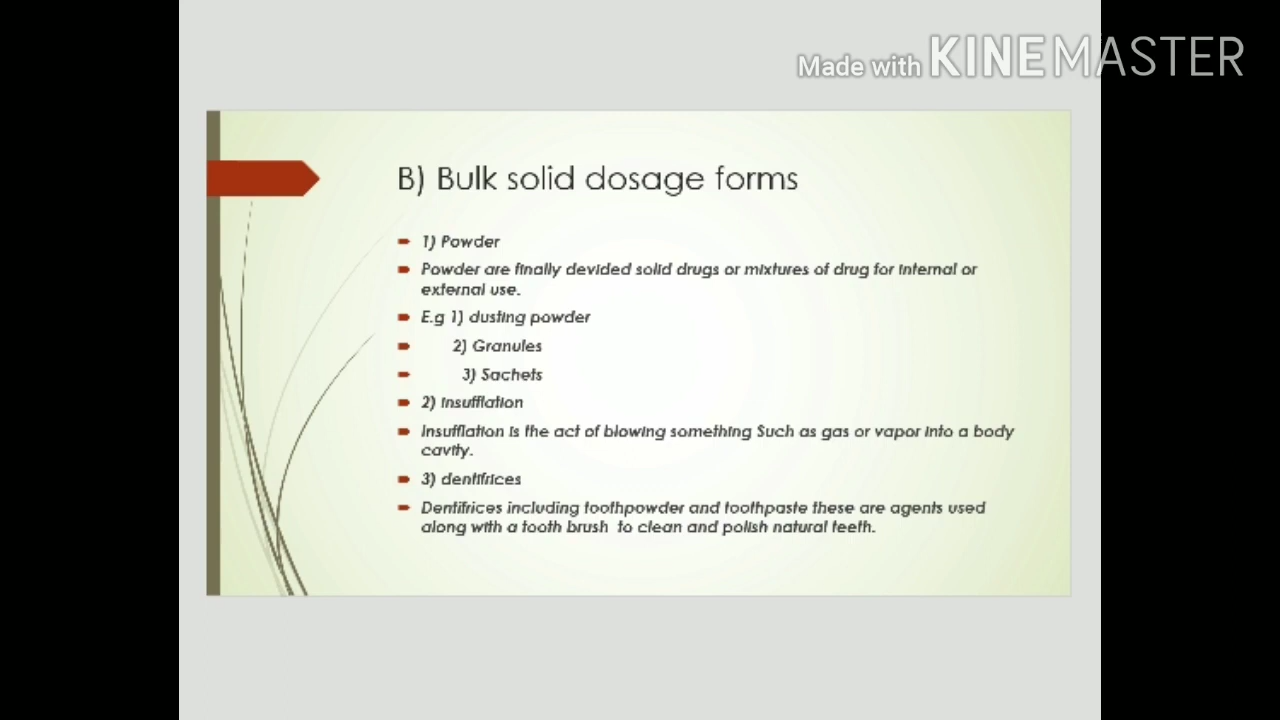 Made with KINEMASTER
B) Bulk solid dosage forms
1) Powder
Powder are finally devided solid drugs or mixtures of drug for internal or
external use.
E.g 1) dusting powder
2) Granules
3) Sachets
2) insufflation
Insufflation is the act of blowing something Such as gas or vapor into a body
cavity.
3) dentifrices
Dentifrices including toothpowder and toothpaste these are agents used
along with a tooth brush to clean and polish natural teeth.